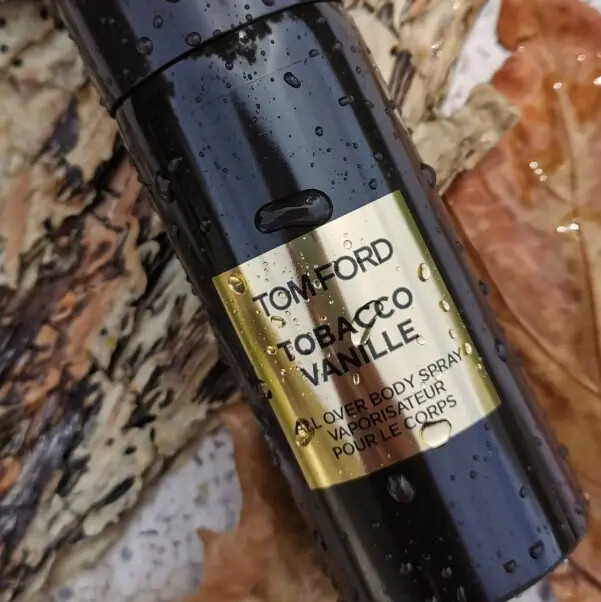 TOM FORD
TOBACCO
VANILLE
ALL OVER BODY SPRAY
VAPORISATEUR
POUR LE CORPS